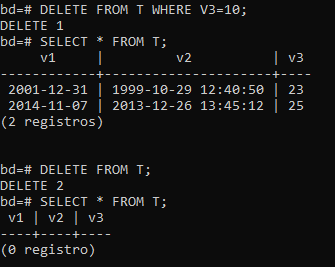 bd=# DELETE FROM T WHERE V3=10;
DELETE 1
bd=# SELECT * FROM T;
     v1     |         v2          | v3
------------+---------------------+----
 2001-12-31 | 1999-10-29 12:40:50 | 23
 2014-11-07 | 2013-12-26 13:45:12 | 25
(2 registros)

bd=# DELETE FROM T;
DELETE 2
bd=# SELECT * FROM T;
 v1 | v2 | v3
----+----+----
(0 registro)